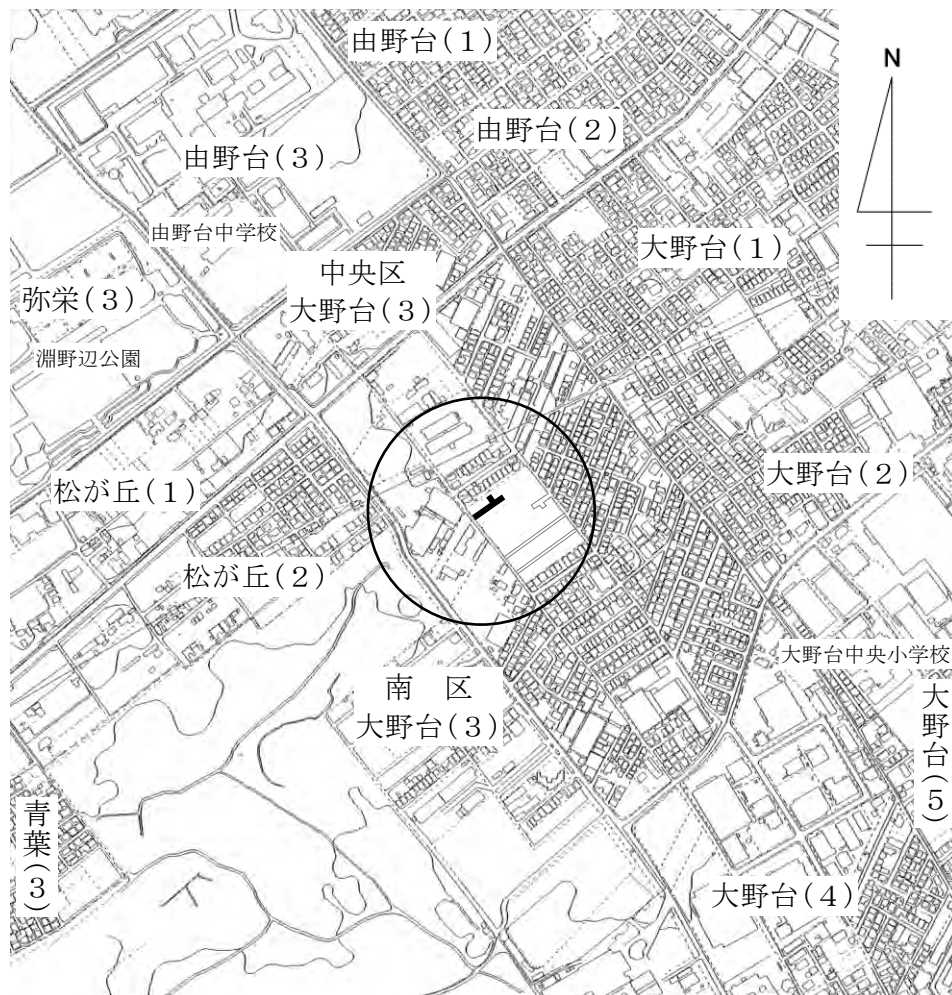 由野台(1)
N
由野台(2)
由野台(3)
由野台中学校
大野台(1)
中央区
大野台(3)
弥栄(3)
淵野辺公園
松が丘(1)
大野台(2)
松が丘(2)
大野台中央小学校
南 区
大野台(3)
大野台(5)
青葉(3)
大野台(4)